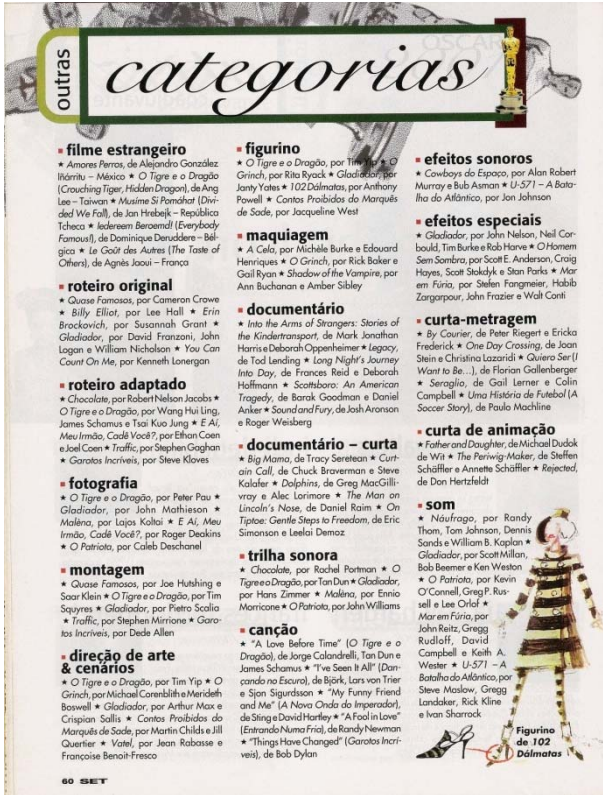 OSCAR
outras
categorias
▪ filme estrangeiro
★ Amores Perros, de Alejandro González
Iñárritu – México ★ O Tigre e o Dragão
(Crouching Tiger, Hidden Dragon), de Ang
Lee – Taiwan ★ Musime Si Pomáhat (Divi-
ded We Fall), de Jan Hrebejk – República
Tcheca ★ Iedereem Beroemd! (Everybody
Famous!), de Dominique Deruddere – Bél-
gica ★ Le Goût des Autres (The Taste of
Others), de Agnès Jaoui – França
▪ roteiro original
★ Quase Famosos, por Cameron Crowe
★ Billy Elliot, por Lee Hall ★ Erin
Brockovich, por Susannah Grant ★
Gladiador, por David Franzoni, John
Logan e William Nicholson ★ You Can
Count On Me, por Kenneth Lonergan
▪ roteiro adaptado
★ Chocolate, por Robert Nelson Jacobs ★
O Tigre e o Dragão, por Wang Hui Ling,
James Schamus e Tsai Kuo Jung ★ E Aí,
Meu Irmão, Cadê Você?, por Ethan Coen
e Joel Coen ★ Traffic, por Stephen Gaghan
★ Garotos Incríveis, por Steve Kloves
▪ fotografia
★ O Tigre e o Dragão, por Peter Pau ★
Gladiador, por John Mathieson ★
Malèna, por Lajos Koltai ★ E Aí, Meu
Irmão, Cadê Você?, por Roger Deakins
★ O Patriota, por Caleb Deschanel
▪ montagem
★ Quase Famosos, por Joe Hutshing e
Saar Klein ★ O Tigre e o Dragão, por Tim
Squyres ★ Gladiador, por Pietro Scalia
★ Traffic, por Stephen Mirrione ★ Garo-
tos Incríveis, por Dede Allen
▪ direção de arte
& cenários
★ O Tigre e o Dragão, por Tim Yip ★ O
Grinch, por Michael Corenblith e Merideth
Boswell ★ Gladiador, por Arthur Max e
Crispian Sallis ★ Contos Proibidos do
Marquês de Sade, por Martin Childs e Jill
Quertier ★ Vatel, por Jean Rabasse e
Françoise Benoit-Fresco
▪ figurino
★ O Tigre e o Dragão, por Tim Yip ★ O
Grinch, por Rita Ryack ★ Gladiador, por
Janty Yates ★ 102 Dálmatas, por Anthony
Powell ★ Contos Proibidos do Marquês
de Sade, por Jacqueline West
▪ maquiagem
★ A Cela, por Michèle Burke e Edouard
Henriques ★ O Grinch, por Rick Baker e
Gail Ryan ★ Shadow of the Vampire, por
Ann Buchanan e Amber Sibley
▪ documentário
★ Into the Arms of Strangers: Stories of
the Kindertransport, de Mark Jonathan
Harris e Deborah Oppenheimer ★ Legacy,
de Tod Lending ★ Long Night's Journey
Into Day, de Frances Reid e Deborah
Hoffmann ★ Scottsboro: An American
Tragedy, de Barak Goodman e Daniel
Anker ★ Sound and Fury, de Josh Aronson
e Roger Weisberg
▪ documentário – curta
★ Big Mama, de Tracy Seretean ★ Curt-
ain Call, de Chuck Braverman e Steve
Kalafer ★ Dolphins, de Greg MacGilli-
vray e Alec Lorimore ★ The Man on
Lincoln's Nose, de Daniel Raim ★ On
Tiptoe: Gentle Steps to Freedom, de Eric
Simonson e Leelai Demoz
▪ trilha sonora
★ Chocolate, por Rachel Portman ★ O
Tigre e o Dragão, por Tan Dun ★ Gladiador,
por Hans Zimmer ★ Malèna, por Ennio
Morricone ★ O Patriota, por John Williams
▪ canção
★ "A Love Before Time" (O Tigre e o
Dragão), de Jorge Calandrelli, Tan Dun e
James Schamus ★ "I've Seen It All" (Dan-
çando no Escuro), de Björk, Lars von Trier
e Sjon Sigurdsson ★ "My Funny Friend
and Me" (A Nova Onda do Imperador),
de Sting e David Hartley ★ "A Fool in Love"
(Entrando Numa Fria), de Randy Newman
★ "Things Have Changed" (Garotos Incrí-
veis), de Bob Dylan
▪ efeitos sonoros
★ Cowboys do Espaço, por Alan Robert
Murray e Bub Asman ★ U-571 – A Bata-
lha do Atlântico, por Jon Johnson
▪ efeitos especiais
★ Gladiador, por John Nelson, Neil Cor-
bould, Tim Burke e Rob Harve ★ O Homem
Sem Sombra, por Scott E. Anderson, Craig
Hayes, Scott Stokdyk e Stan Parks ★ Mar
em Fúria, por Stefen Fangmeier, Habib
Zargarpour, John Frazier e Walt Conti
▪ curta-metragem
★ By Courier, de Peter Riegert e Ericka
Frederick ★ One Day Crossing, de Joan
Stein e Christina Lazaridi ★ Quiero Ser (I
Want to Be...), de Florian Gallenberger
★ Seraglio, de Gail Lerner e Colin
Campbell ★ Uma História de Futebol (A
Soccer Story), de Paulo Machline
▪ curta de animação
★ Father and Daughter, de Michael Dudok
de Wit ★ The Periwig-Maker, de Steffen
Schäffler e Annette Schäffler ★ Rejected,
de Don Hertzfeldt
▪ som
★ Náufrago, por Randy
Thom, Tom Johnson, Dennis
Sands e William B. Kaplan ★
Gladiador, por Scott Millan,
Bob Beemer e Ken Weston
★ O Patriota, por Kevin
O'Connell, Greg P. Rus-
sell e Lee Orlof ★
Mar em Fúria, por
John Reitz, Gregg
Rudloff, David
Campbell e Keith A.
Wester ★ U-571 – A
Batalha do Atlântico, por
Steve Maslow, Gregg
Landaker, Rick Kline
e Ivan Sharrock
Figurino
de 102
Dálmatas
60 SET